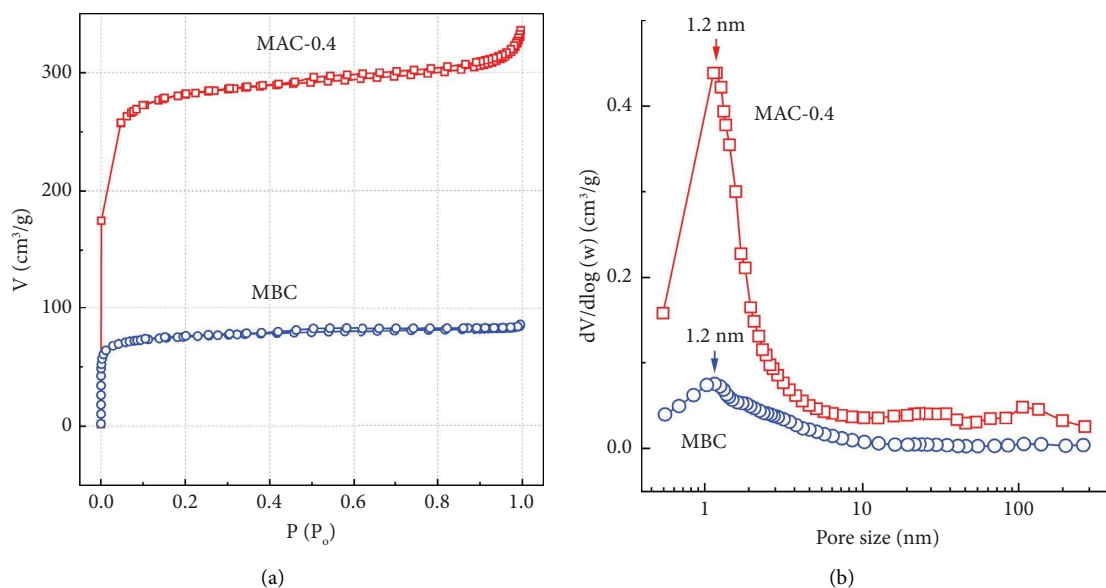 MAC-0.4
MBC
300
200
100
0
V (cm³/g)
0.0 0.2 0.4 0.6 0.8 1.0
P (Pₒ)
(a)
1.2 nm
MAC-0.4
1.2 nm
MBC
0.4
0.2
0.0
dV/dlog (w) (cm³/g)
1 10 100
Pore size (nm)
(b)